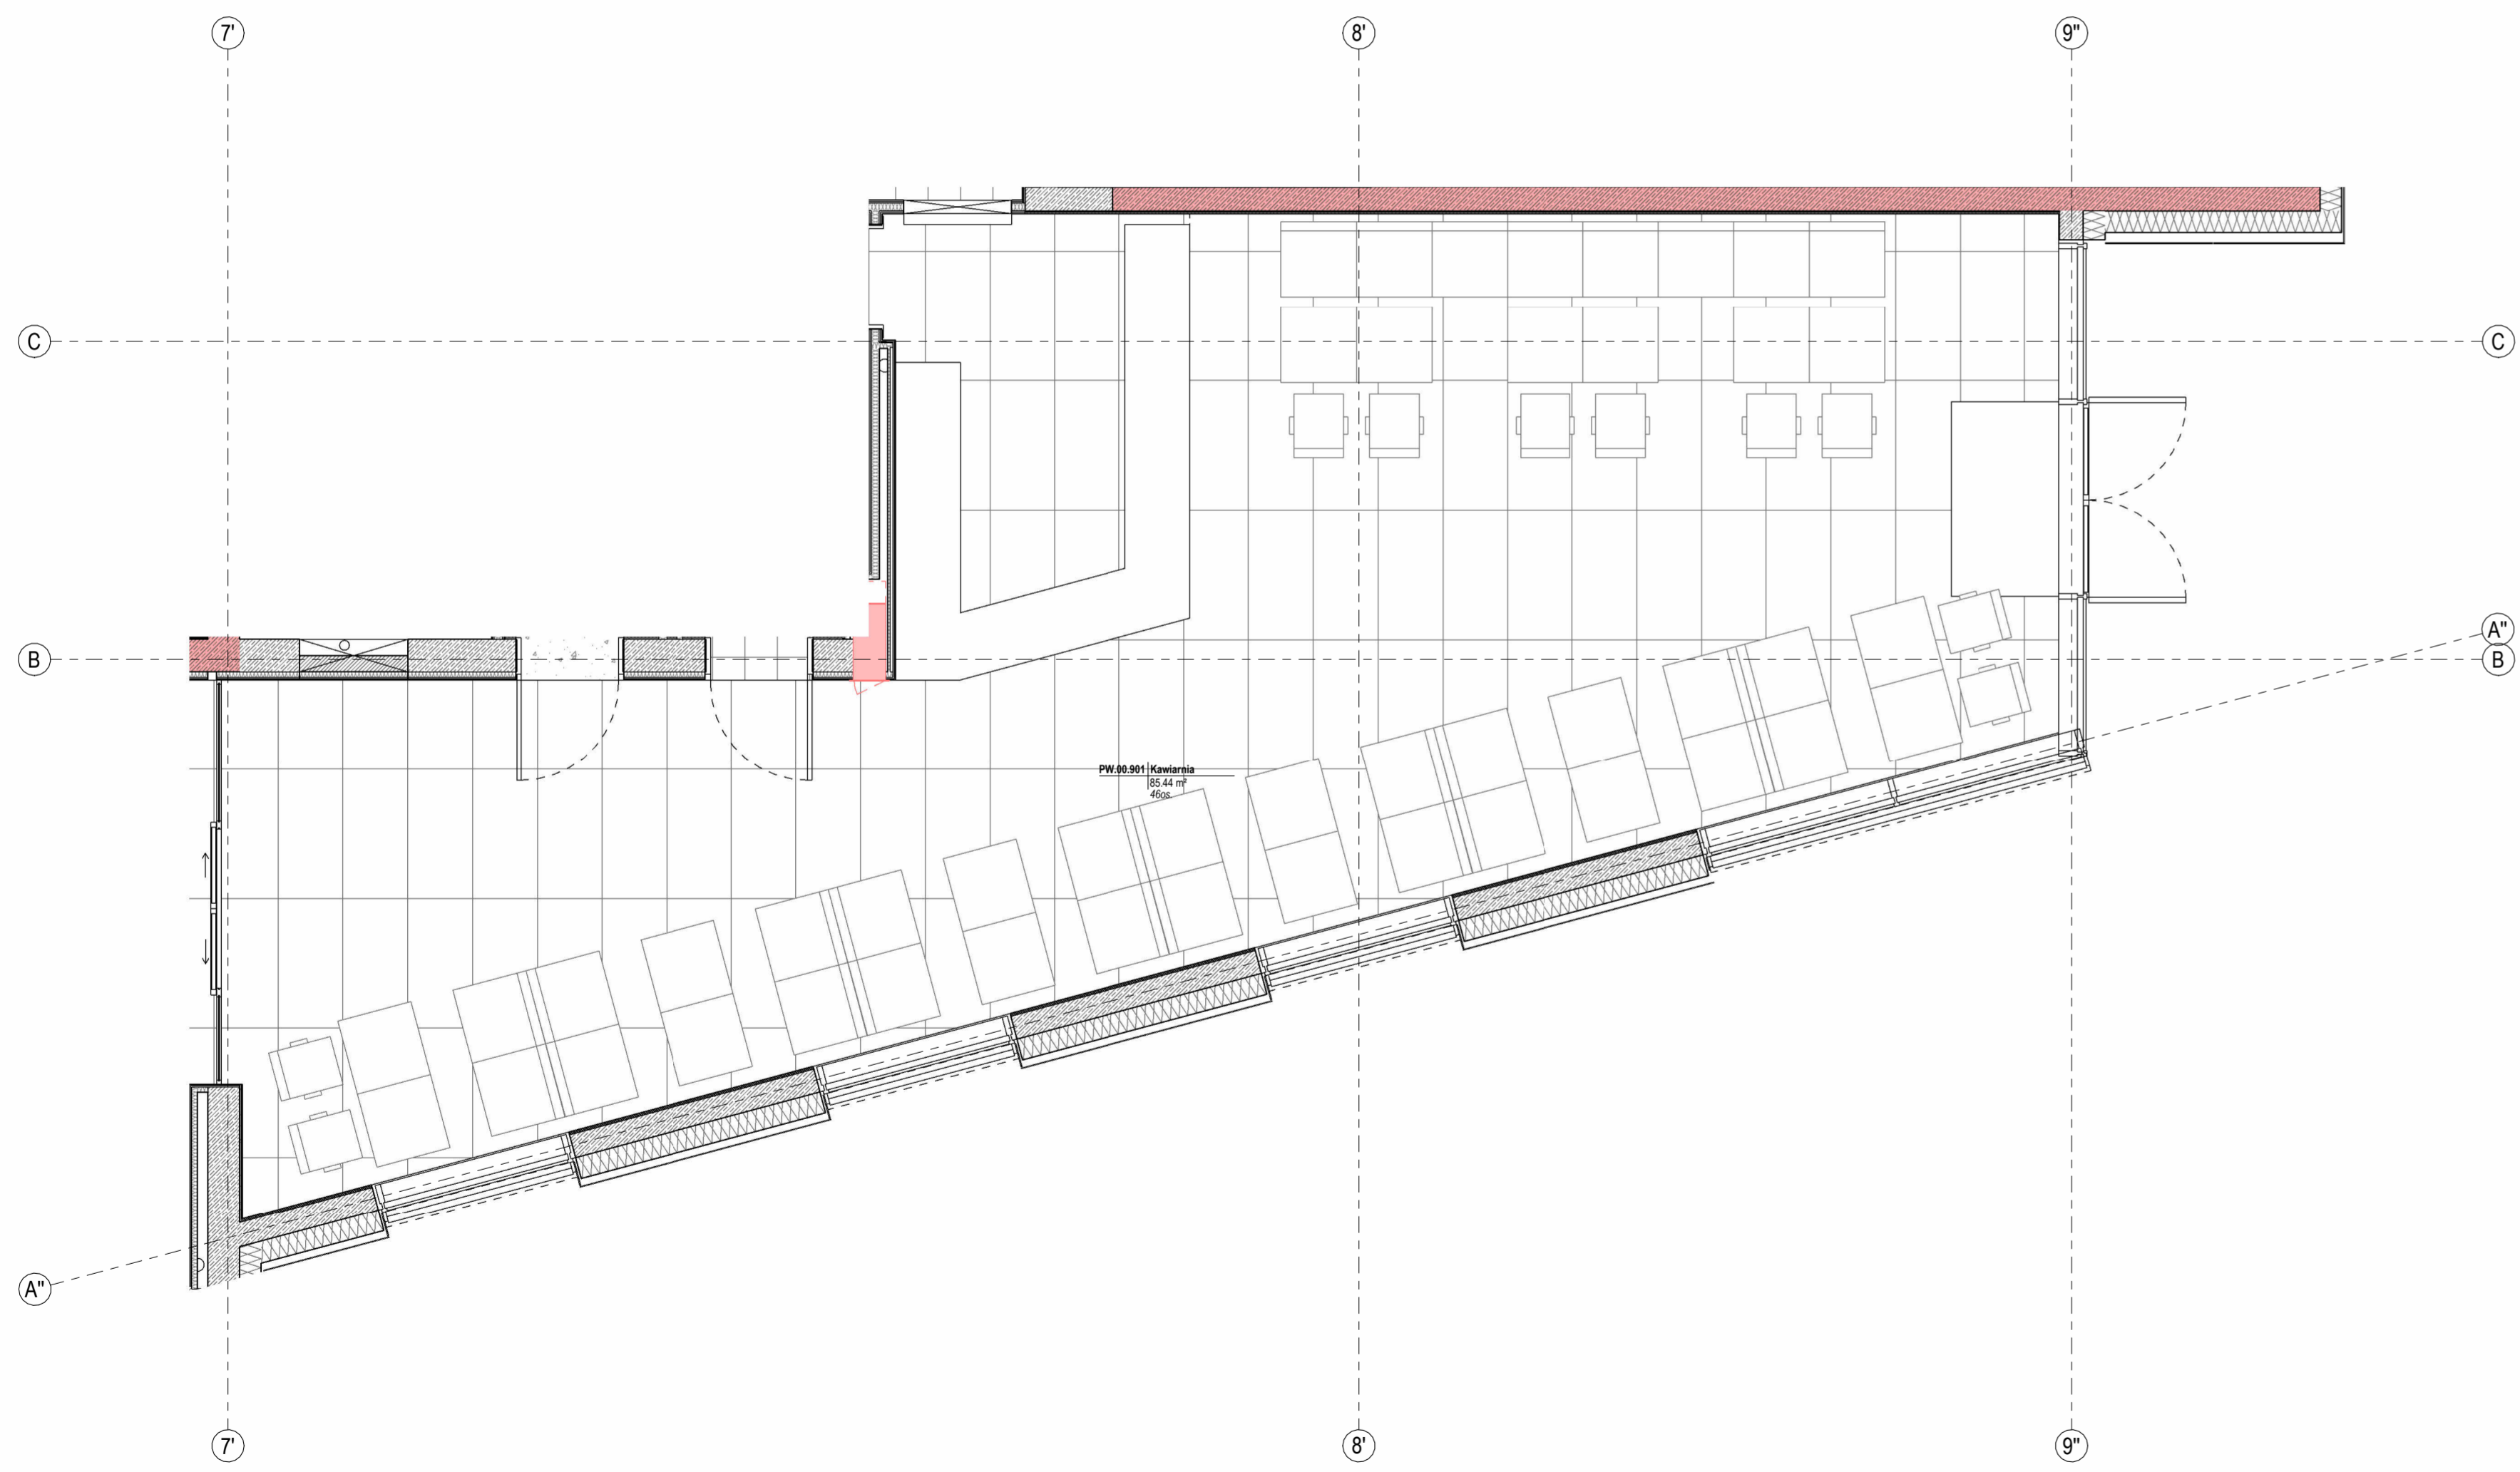 7' 8' 9"
C C
A"
B B
PW.00.901 Kawiarnia
85.44 m²
46os.
A"
7' 8' 9"